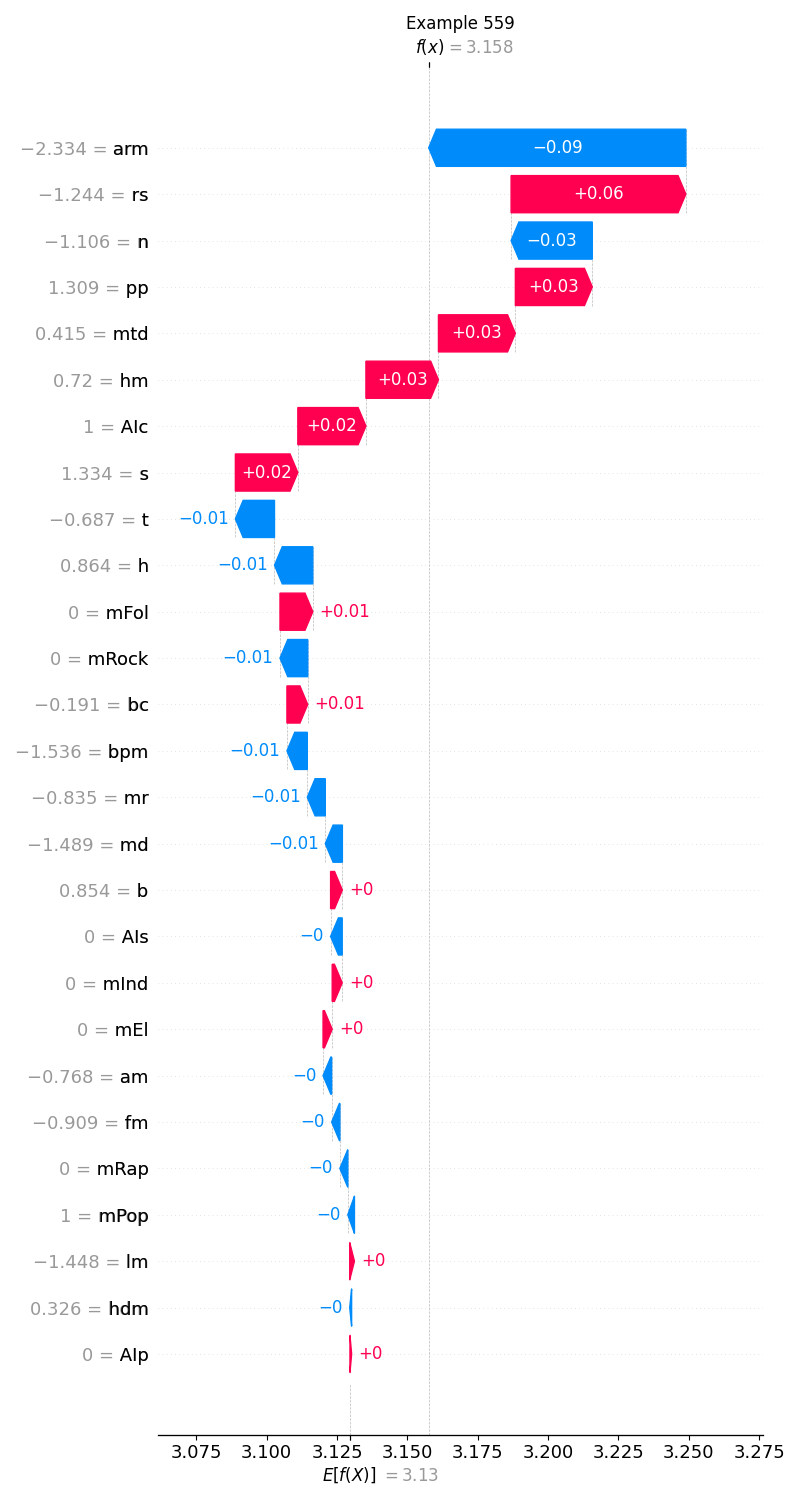 Example 559
f(x) = 3.158
−2.334 = arm −0.09
−1.244 = rs +0.06
−1.106 = n −0.03
1.309 = pp +0.03
0.415 = mtd +0.03
0.72 = hm +0.03
1 = AIc +0.02
1.334 = s +0.02
−0.687 = t −0.01
0.864 = h −0.01
0 = mFol +0.01
0 = mRock −0.01
−0.191 = bc +0.01
−1.536 = bpm −0.01
−0.835 = mr −0.01
−1.489 = md −0.01
0.854 = b +0
0 = AIs −0
0 = mInd +0
0 = mEl +0
−0.768 = am −0
−0.909 = fm −0
0 = mRap −0
1 = mPop −0
−1.448 = lm +0
0.326 = hdm −0
0 = AIp +0
3.075 3.100 3.125 3.150 3.175 3.200 3.225 3.250 3.275
E[f(X)] = 3.13